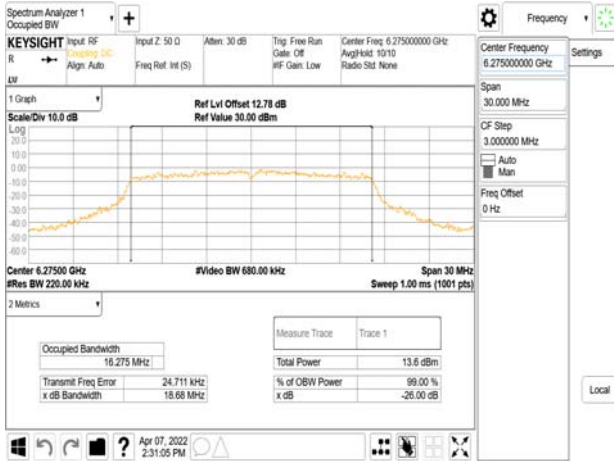 Spectrum Analyzer 1
Occupied BW
Frequency
KEYSIGHT
R
LVI
Input: RF
Coupling: DC
Align: Auto
Input Z: 50 Ω
Freq Ref: Int (S)
Atten: 30 dB
Trig: Free Run
Gate: Off
#IF Gain: Low
Center Freq: 6.275000000 GHz
Avg|Hold: 10/10
Radio Std: None
Center Frequency
6.275000000 GHz
Settings
Span
30.000 MHz
CF Step
3.000000 MHz
Auto
Man
Freq Offset
0 Hz
Local
1 Graph
Scale/Div 10.0 dB
Ref Lvl Offset 12.78 dB
Ref Value 30.00 dBm
Log
20.0
10.0
0.00
-10.0
-20.0
-30.0
-40.0
-50.0
-60.0
Center 6.27500 GHz
#Res BW 220.00 kHz
#Video BW 680.00 kHz
Span 30 MHz
Sweep 1.00 ms (1001 pts)
2 Metrics
Measure Trace
Trace 1
Occupied Bandwidth
16.275 MHz
Total Power
13.6 dBm
Transmit Freq Error
24.711 kHz
% of OBW Power
99.00 %
x dB Bandwidth
18.68 MHz
x dB
-26.00 dB
?
Apr 07, 2022
2:31:05 PM